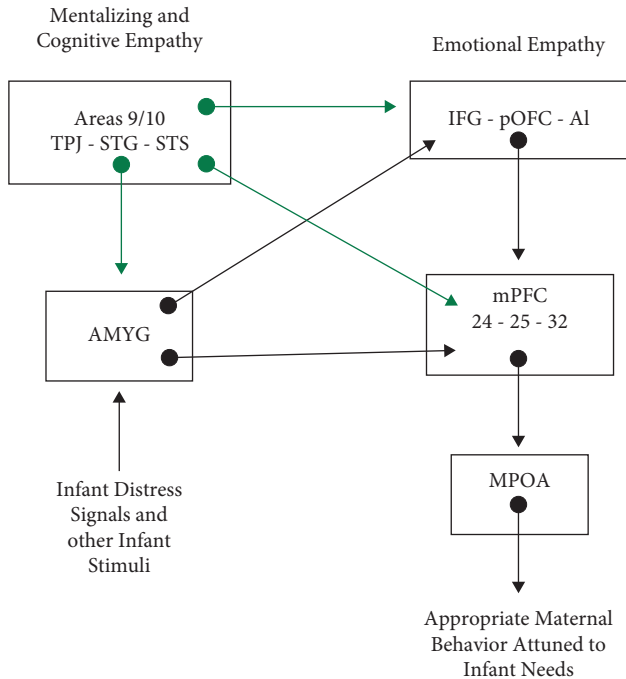 Mentalizing and
Cognitive Empathy
Emotional Empathy
Areas 9/10
TPJ - STG - STS
IFG - pOFC - AI
AMYG
mPFC
24 - 25 - 32
MPOA
Infant Distress
Signals and
other Infant
Stimuli
Appropriate Maternal
Behavior Attuned to
Infant Needs